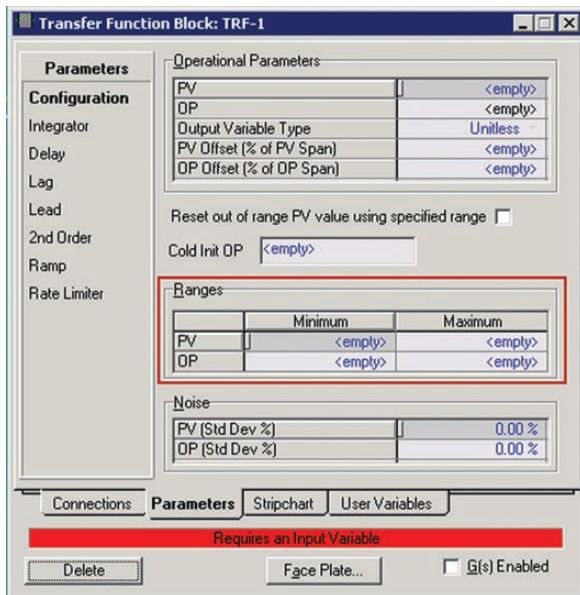 Transfer Function Block: TRF-1
Parameters
Configuration
Integrator
Delay
Lag
Lead
2nd Order
Ramp
Rate Limiter
Operational Parameters
PV <empty>
OP <empty>
Output Variable Type Unitless
PV Offset (% of PV Span) <empty>
OP Offset (% of OP Span) <empty>
Reset out of range PV value using specified range
Cold Init OP <empty>
Ranges
Minimum Maximum
PV <empty> <empty>
OP <empty> <empty>
Noise
PV (Std Dev %) 0.00 %
OP (Std Dev %) 0.00 %
Connections Parameters Stripchart User Variables
Requires an Input Variable
Delete Face Plate... G(s) Enabled